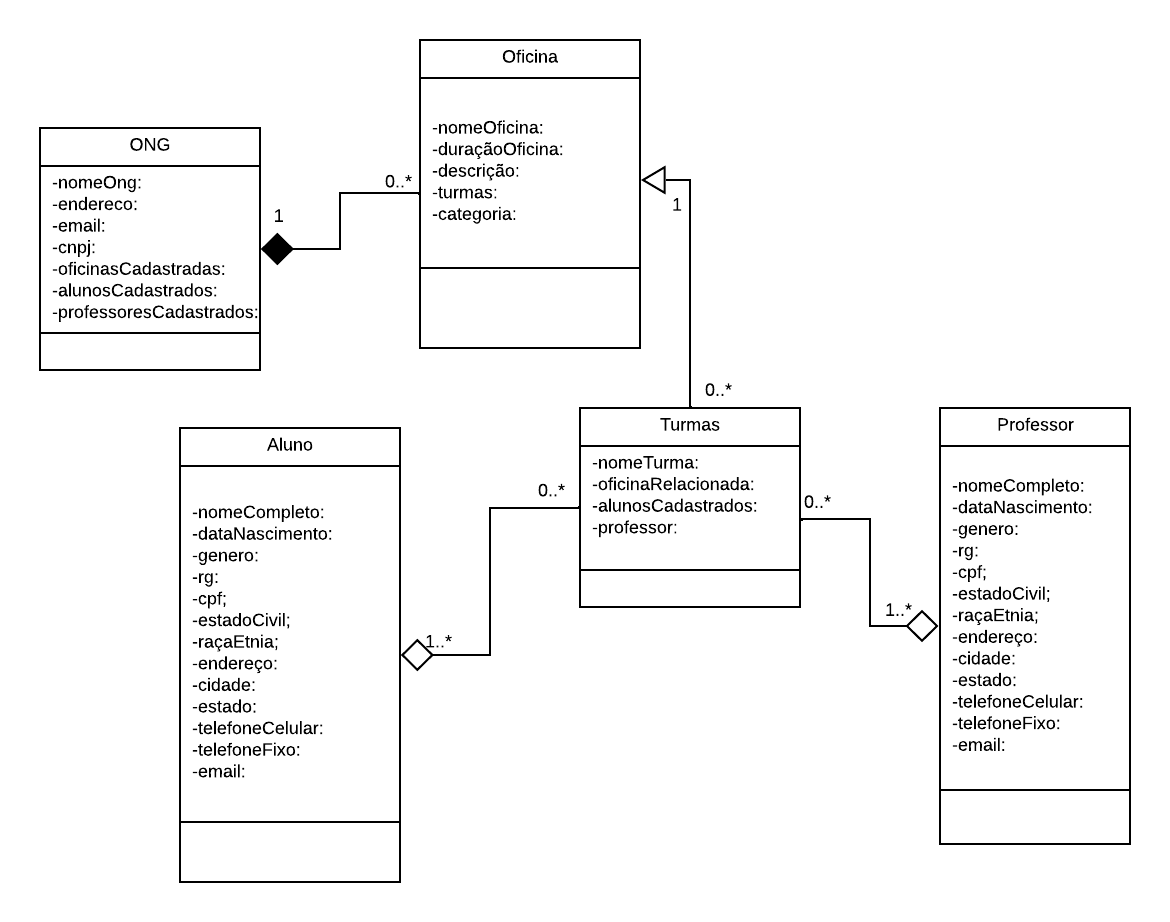 Oficina
-nomeOficina:
-duraçãoOficina:
-descrição:
-turmas:
-categoria:
ONG
-nomeOng:
-endereco:
-email:
-cnpj:
-oficinasCadastradas:
-alunosCadastrados:
-professoresCadastrados:
1
0..*
1
0..*
Aluno
-nomeCompleto:
-dataNascimento:
-genero:
-rg:
-cpf;
-estadoCivil;
-raçaEtnia;
-endereço:
-cidade:
-estado:
-telefoneCelular:
-telefoneFixo:
-email:
1..*
0..*
Turmas
-nomeTurma:
-oficinaRelacionada:
-alunosCadastrados:
-professor:
0..*
1..*
Professor
-nomeCompleto:
-dataNascimento:
-genero:
-rg:
-cpf;
-estadoCivil;
-raçaEtnia;
-endereço:
-cidade:
-estado:
-telefoneCelular:
-telefoneFixo:
-email: